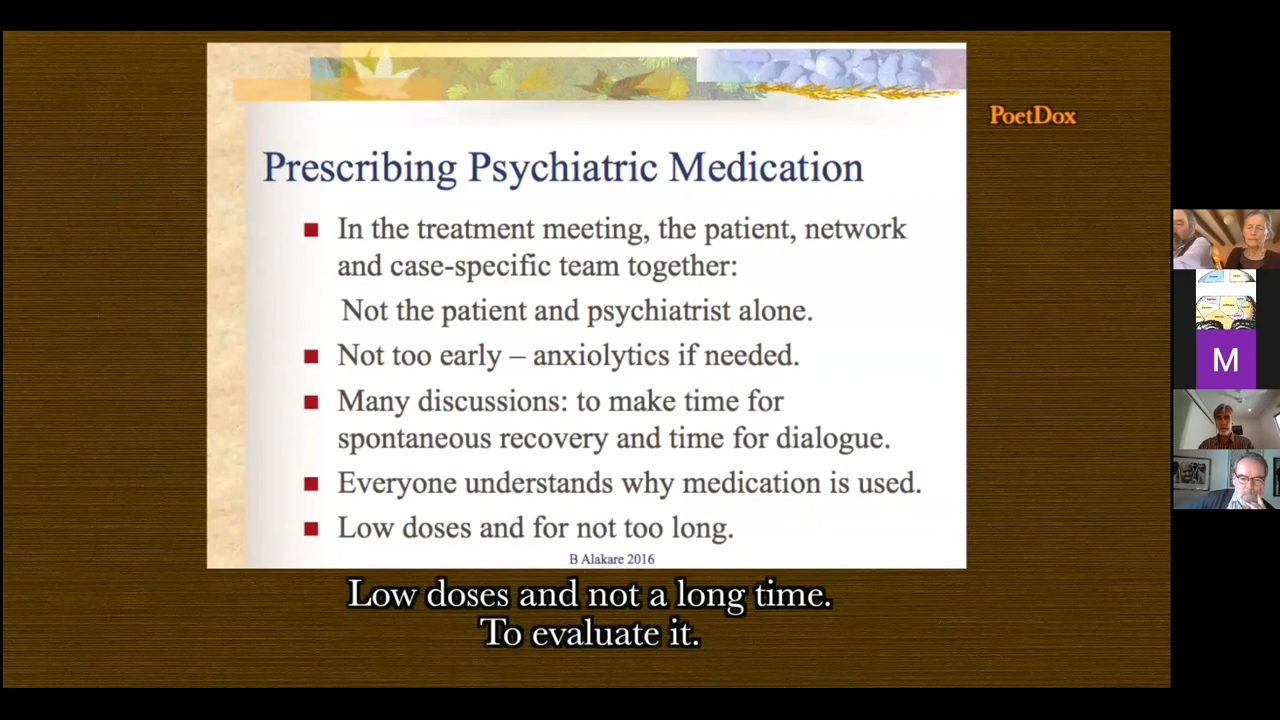 PoetDox
Prescribing Psychiatric Medication
In the treatment meeting, the patient, network
and case-specific team together:
Not the patient and psychiatrist alone.
Not too early – anxiolytics if needed.
Many discussions: to make time for
spontaneous recovery and time for dialogue.
Everyone understands why medication is used.
Low doses and for not too long.
B Alakare 2016
Low doses and not a long time.
To evaluate it.
M